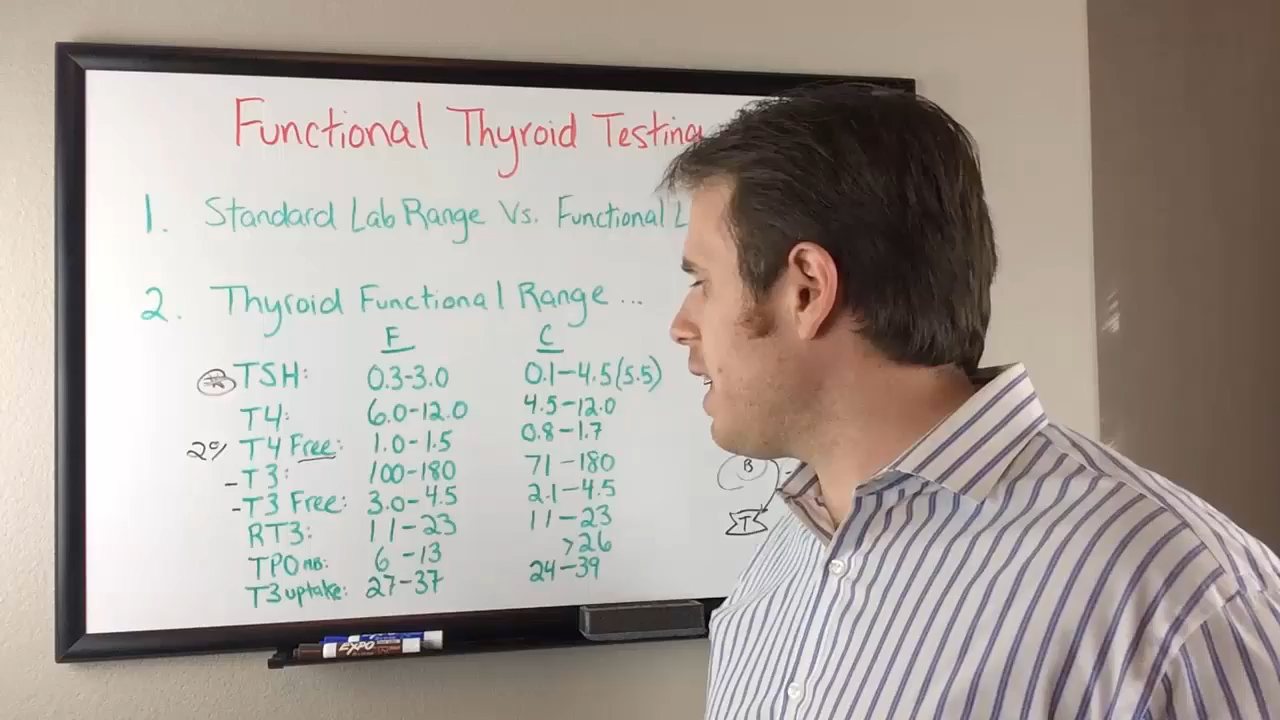 Functional Thyroid Testing
1. Standard Lab Range Vs. Functional L
2. Thyroid Functional Range...
F C
TSH: 0.3-3.0 0.1-4.5(5.5)
T4: 6.0-12.0 4.5-12.0
2% T4 Free: 1.0-1.5 0.8-1.7
-T3: 100-180 71-180
-T3 Free: 3.0-4.5 2.1-4.5
RT3: 11-23 11-23
TPO AB: 6-13 >26
T3 uptake: 27-37 24-39
B
T
EXPO